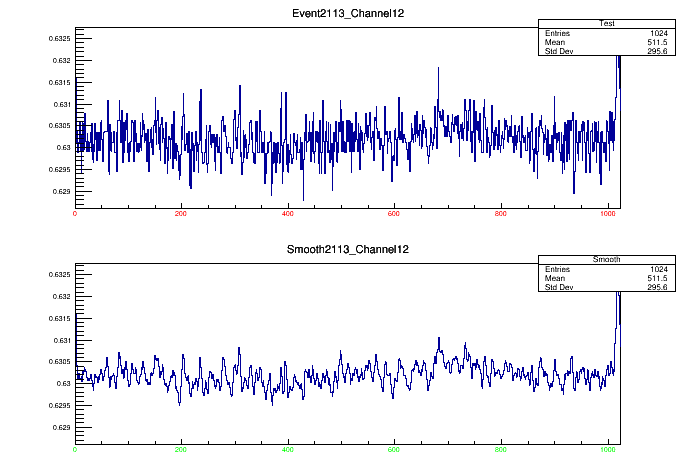 Event2113_Channel12
Test
Entries 1024
Mean 511.5
Std Dev 295.6
0.6325
0.632
0.6315
0.631
0.6305
0.63
0.6295
0.629
0 200 400 600 800 1000
Smooth2113_Channel12
Smooth
Entries 1024
Mean 511.5
Std Dev 295.6
0.6325
0.632
0.6315
0.631
0.6305
0.63
0.6295
0.629
0 200 400 600 800 1000